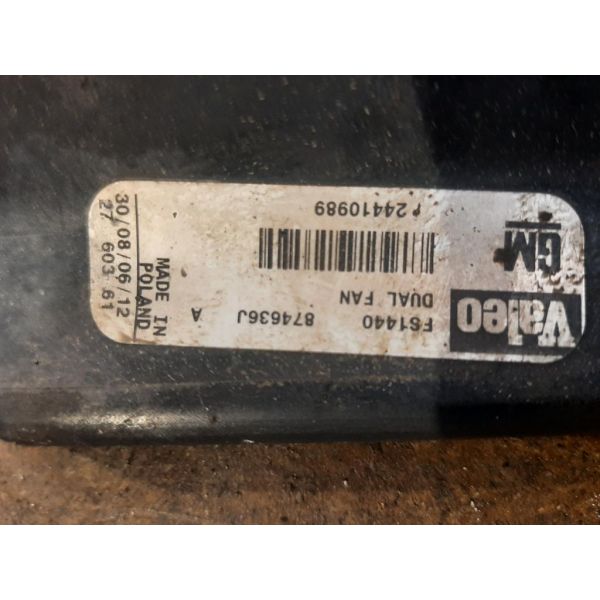 Valeo
GM
FS1440
DUAL FAN
P 24410989
874636J A
MADE IN
POLAND
30/08/06/12
27 603 61